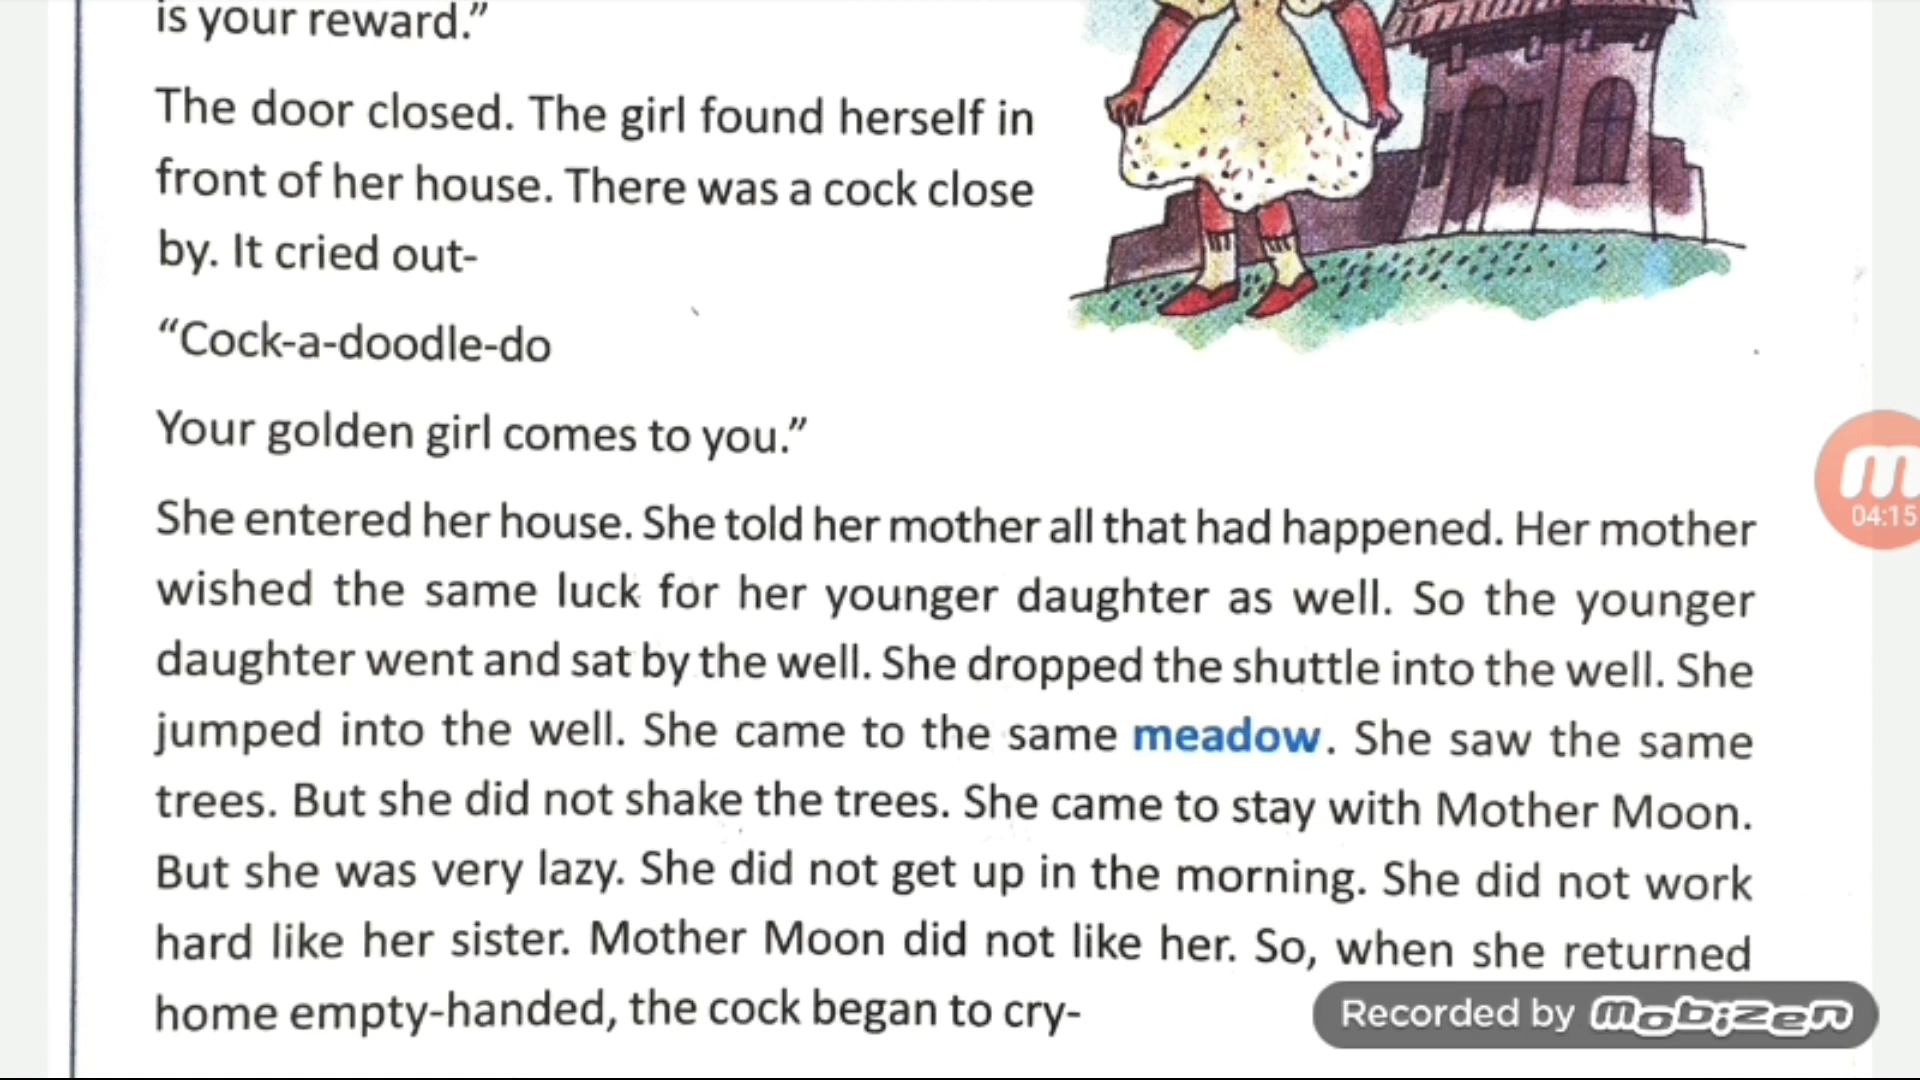 is your reward.”
The door closed. The girl found herself in
front of her house. There was a cock close
by. It cried out-
“Cock-a-doodle-do
Your golden girl comes to you.”
She entered her house. She told her mother all that had happened. Her mother
wished the same luck for her younger daughter as well. So the younger
daughter went and sat by the well. She dropped the shuttle into the well. She
jumped into the well. She came to the same meadow. She saw the same
trees. But she did not shake the trees. She came to stay with Mother Moon.
But she was very lazy. She did not get up in the morning. She did not work
hard like her sister. Mother Moon did not like her. So, when she returned
home empty-handed, the cock began to cry-
04:15
Recorded by mobizen